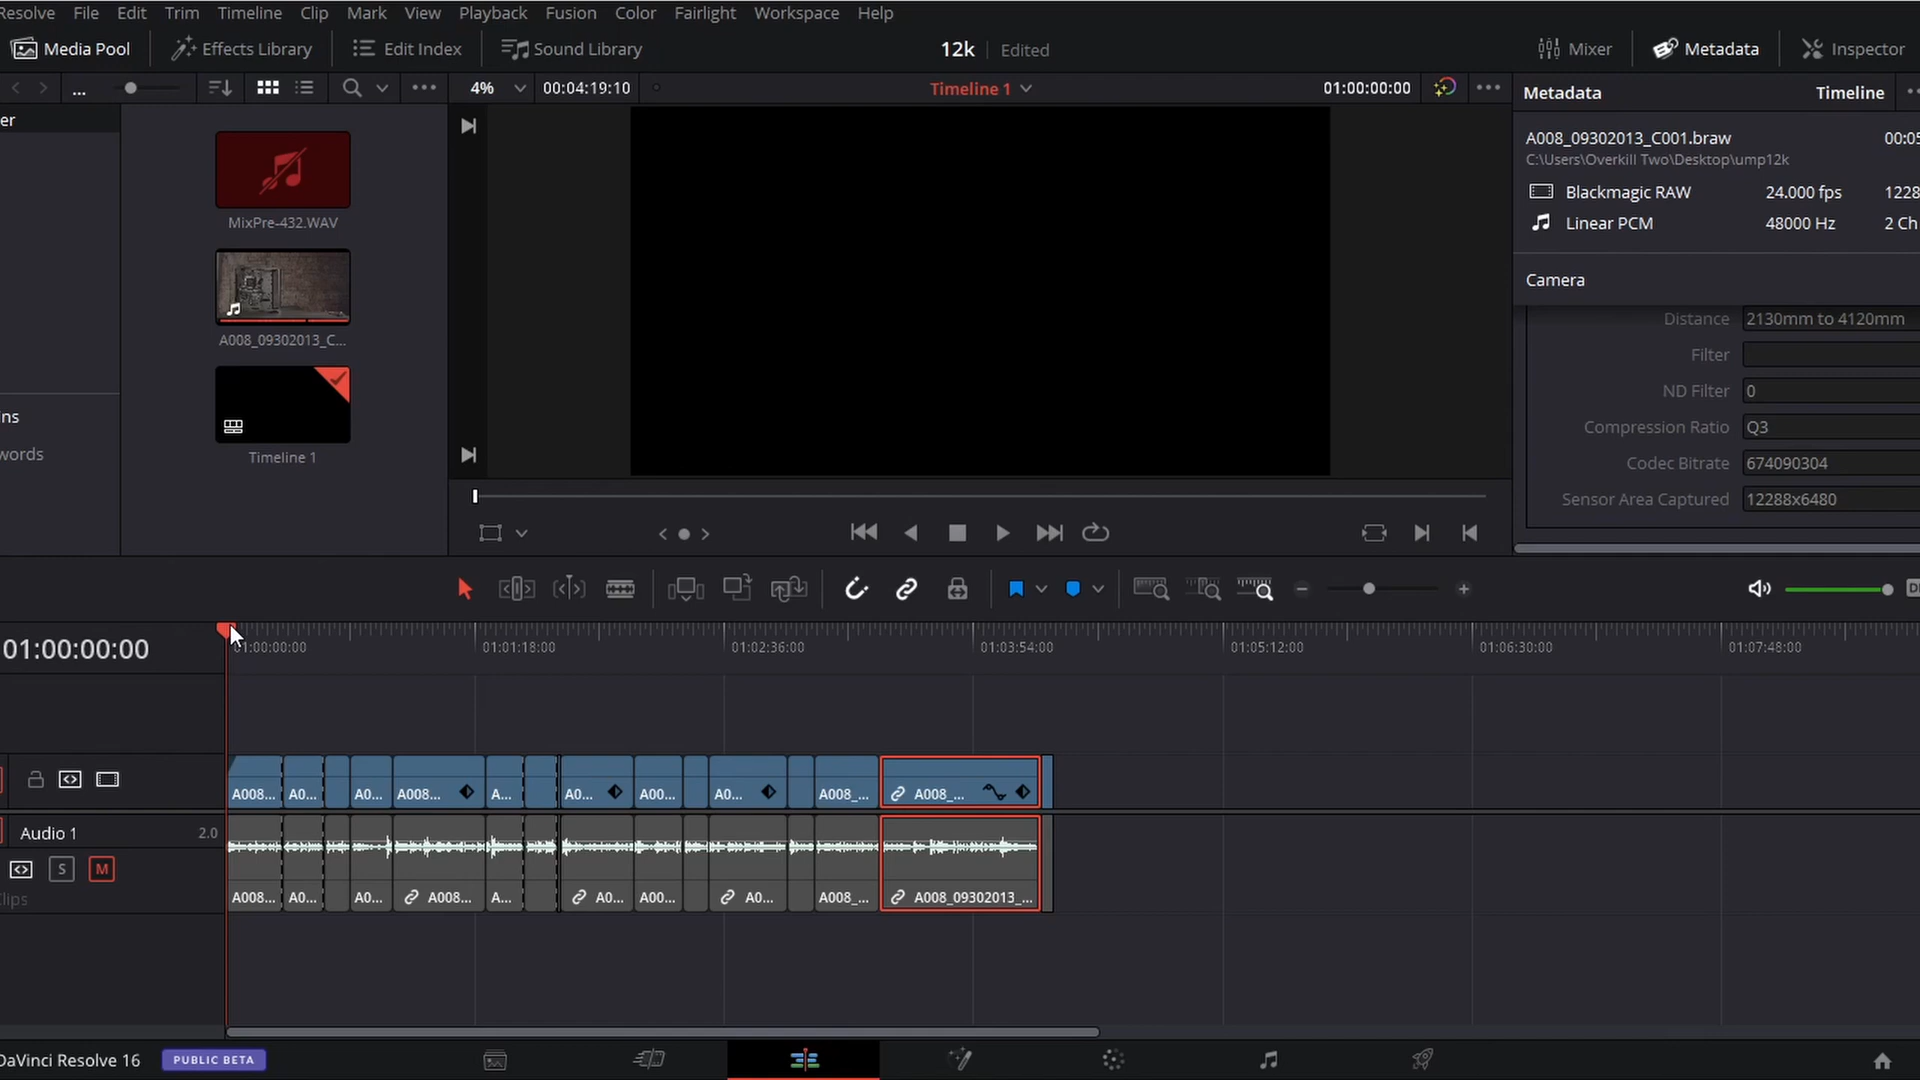 Resolve File Edit Trim Timeline Clip Mark View Playback Fusion Color Fairlight Workspace Help
Media Pool Effects Library Edit Index Sound Library 12k Edited Mixer Metadata Inspector
... 4% 00:04:19:10 Timeline 1 01:00:00:00
Metadata Timeline
er
MixPre-432.WAV
A008_09302013_C...
Timeline 1
ins
words
A008_09302013_C001.braw 00:05
C:\Users\Overkill Two\Desktop\ump12k
Blackmagic RAW 24.000 fps 1228
Linear PCM 48000 Hz 2 Ch
Camera
Distance 2130mm to 4120mm
Filter
ND Filter 0
Compression Ratio Q3
Codec Bitrate 674090304
Sensor Area Captured 12288x6480
01:00:00:00 01:00:00:00 01:01:18:00 01:02:36:00 01:03:54:00 01:05:12:00 01:06:30:00 01:07:48:00
A008... A0... A0... A008... A... A0... A00... A0... A008_... A008_...
Audio 1 2.0
S M
Clips
A008... A0... A0... A008... A... A0... A00... A0... A008_... A008_09302013_...
DaVinci Resolve 16 PUBLIC BETA